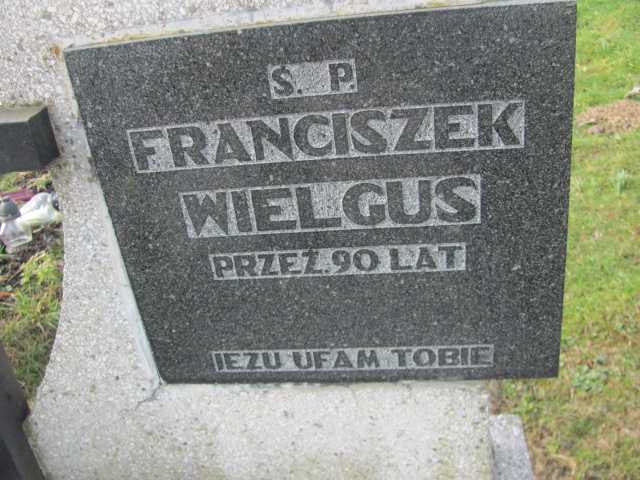 Ś. P.
FRANCISZEK
WIELGUS
PRZEŻ. 90 LAT
IEZU UFAM TOBIE